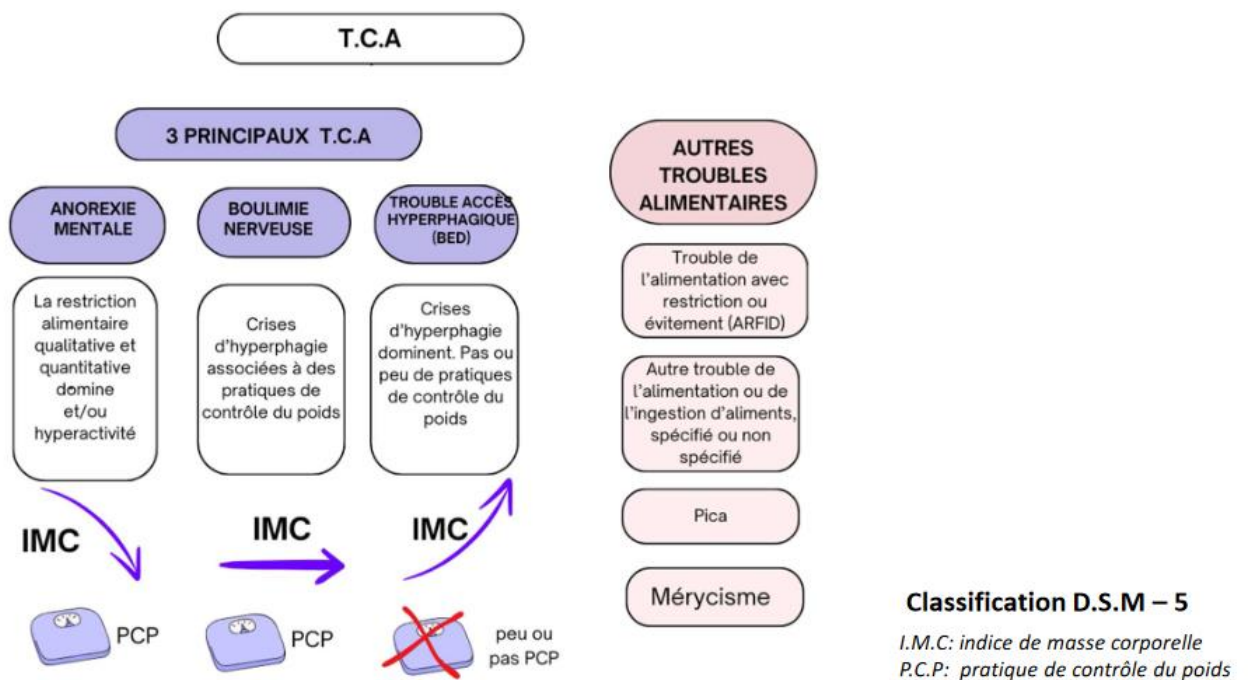 T.C.A
3 PRINCIPAUX T.C.A
ANOREXIE
MENTALE
La restriction
alimentaire
qualitative et
quantitative
domine
et/ou
hyperactivité
IMC
PCP
BOULIMIE
NERVEUSE
Crises
d'hyperphagie
associées à des
pratiques de
contrôle du poids
IMC
PCP
TROUBLE ACCÈS
HYPERPHAGIQUE
(BED)
Crises
d'hyperphagie
dominent. Pas ou
peu de pratiques
de contrôle du
poids
IMC
peu ou
pas PCP
AUTRES
TROUBLES
ALIMENTAIRES
Trouble de
l'alimentation avec
restriction ou
évitement (ARFID)
Autre trouble de
l'alimentation ou de
l'ingestion d'aliments,
spécifié ou non
spécifié
Pica
Mérycisme
Classification D.S.M – 5
I.M.C: indice de masse corporelle
P.C.P: pratique de contrôle du poids